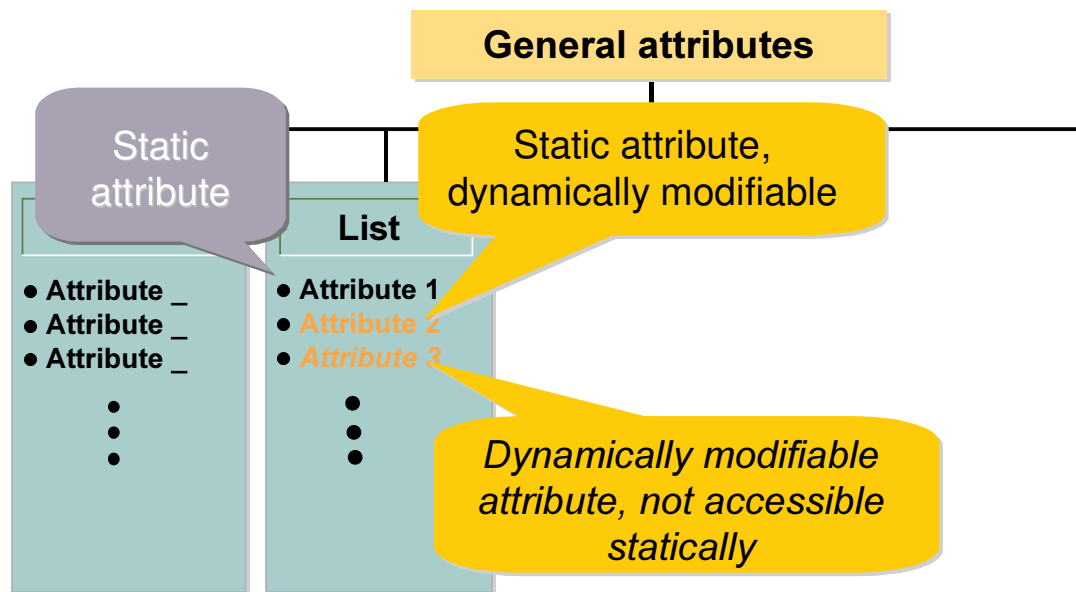 General attributes
Static
attribute
Static attribute,
dynamically modifiable
List
• Attribute _
• Attribute _
• Attribute _
• Attribute 1
• Attribute 2
• Attribute 3
Dynamically modifiable
attribute, not accessible
statically